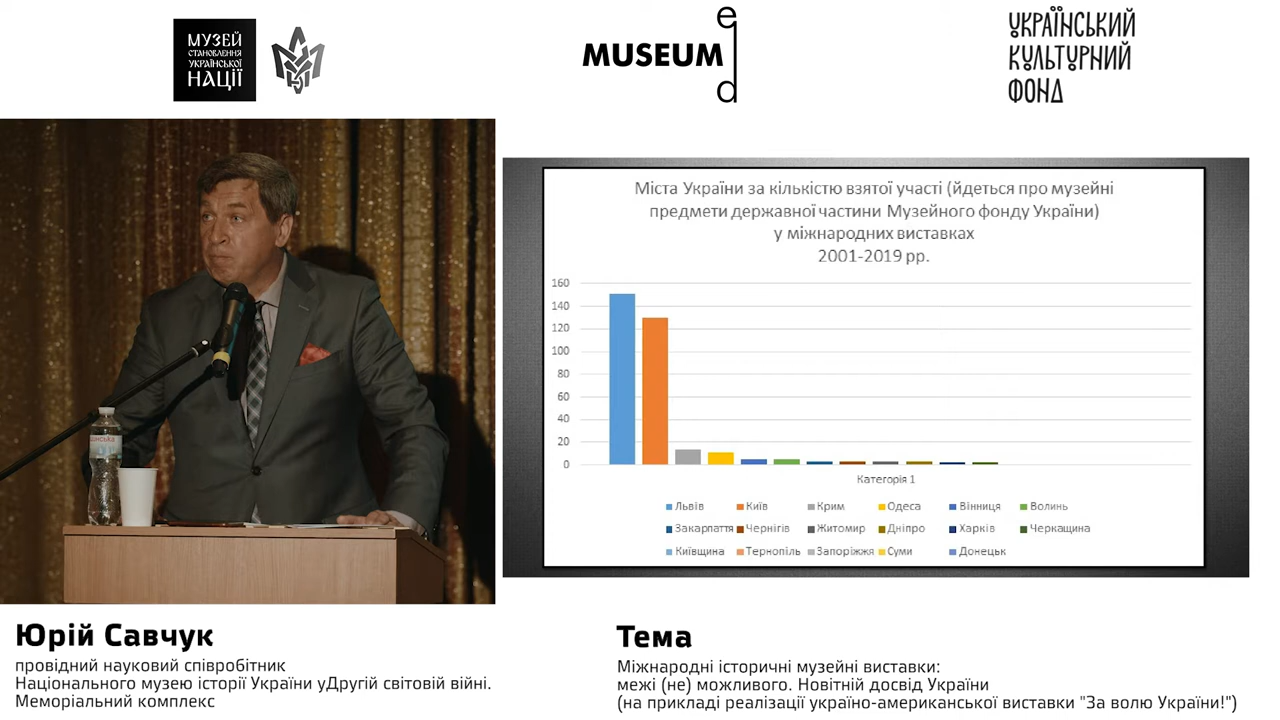 МУЗЕЙ
СТАНОВЛЕННЯ
УКРАЇНСЬКОЇ
НАЦІЇ
MUSEUM
ed
УКРАЇНСЬКИЙ
КУЛЬТУРНИЙ
ФОНД
Міста України за кількістю взятої участі (йдеться про музейні
предмети державної частини Музейного фонду України)
у міжнародних виставках
2001-2019 рр.
160
140
120
100
80
60
40
20
0
Категорія 1
Львів Київ Крим Одеса Вінниця Волинь
Закарпаття Чернігів Житомир Дніпро Харків Черкащина
Київщина Тернопіль Запоріжжя Суми Донецьк
Юрій Савчук
провідний науковий співробітник
Національного музею історії України уДругій світовій війні.
Меморіальний комплекс
Тема
Міжнародні історичні музейні виставки:
межі (не) можливого. Новітній досвід України
(на прикладі реалізації україно-американської виставки "За волю України!")